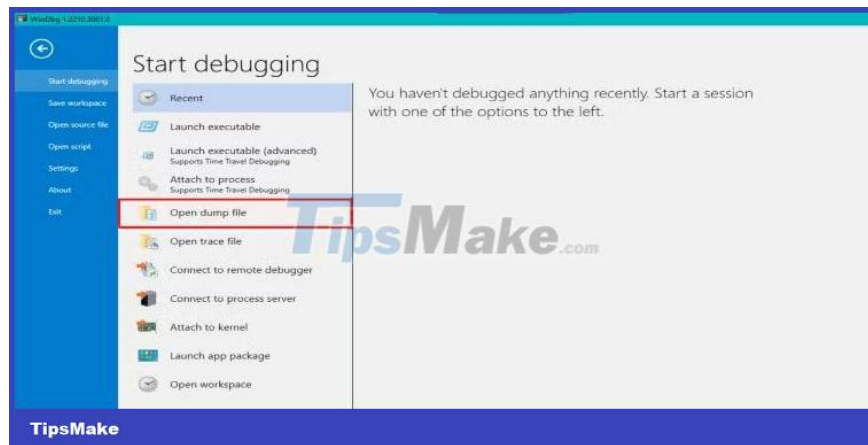 WinDbg 1.2210.3001.0
Start debugging
Save workspace
Open source file
Open script
Settings
About
Exit
Start debugging
Recent
Launch executable
Launch executable (advanced)
Supports Time Travel Debugging
Attach to process
Supports Time Travel Debugging
Open dump file
Open trace file
Connect to remote debugger
Connect to process server
Attach to kernel
Launch app package
Open workspace
You haven't debugged anything recently. Start a session
with one of the options to the left.
TipsMake.com
TipsMake